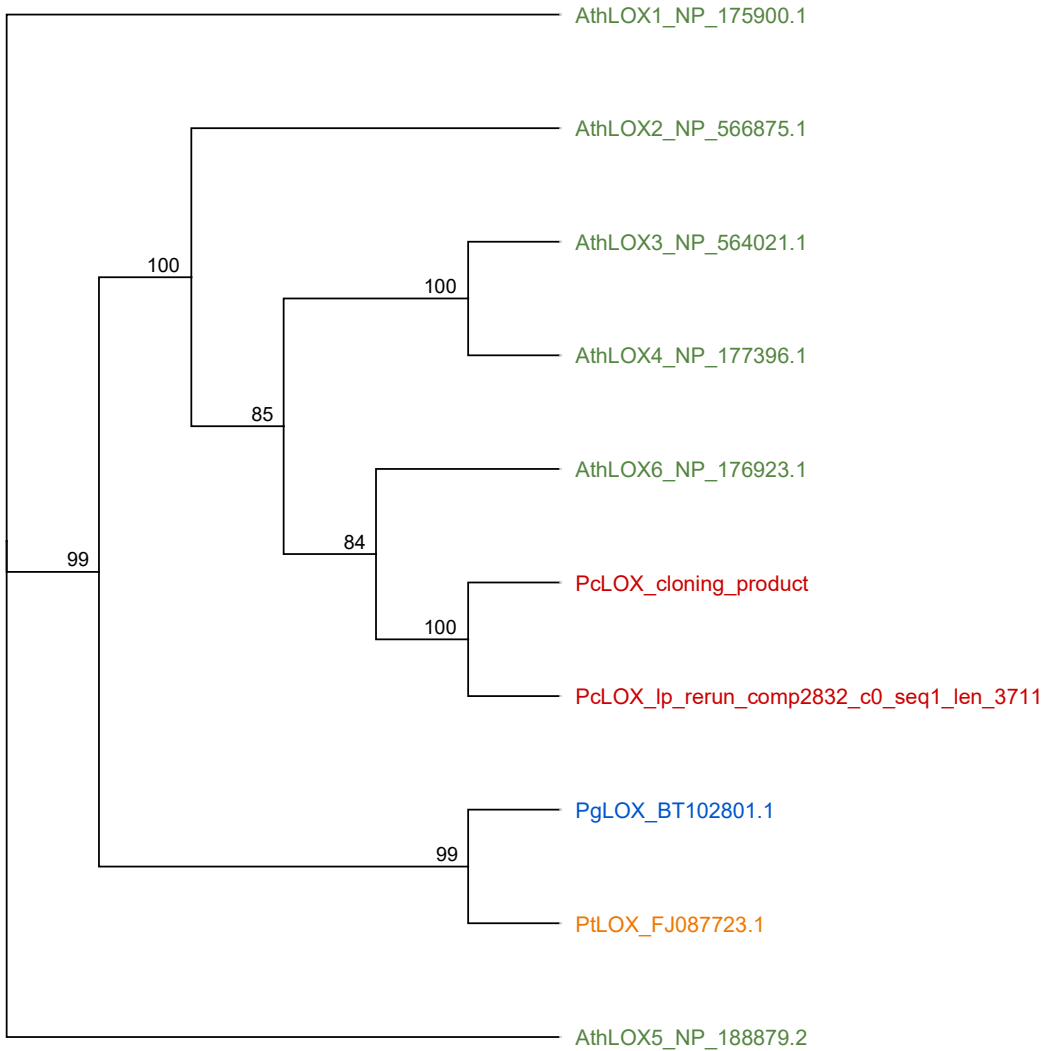 AthLOX1_NP_175900.1
AthLOX2_NP_566875.1
AthLOX3_NP_564021.1
100
100
AthLOX4_NP_177396.1
85
AthLOX6_NP_176923.1
84
99
PcLOX_cloning_product
100
PcLOX_lp_rerun_comp2832_c0_seq1_len_3711
PgLOX_BT102801.1
99
PtLOX_FJ087723.1
AthLOX5_NP_188879.2